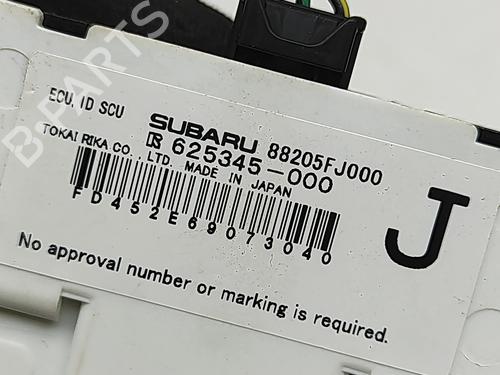 ECU, ID SCU
SUBARU 88205FJ000
625345-000
TOKAI RIKA CO., LTD. MADE IN JAPAN
FD452E69073040
J
No approval number or marking is required.
B-PARTS